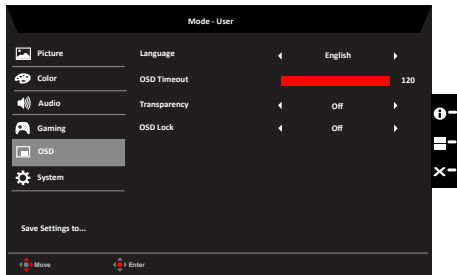 Mode - User
Picture
Language English
Color
OSD Timeout 120
Audio
Transparency Off
Gaming
OSD Lock Off
OSD
System
Save Settings to...
Move Enter